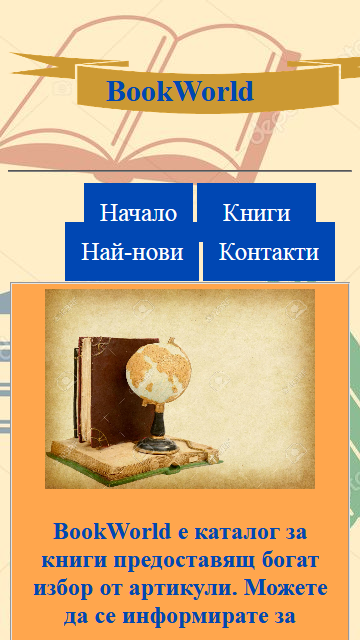 BookWorld
Начало Книги
Най-нови Контакти
BookWorld е каталог за
книги предоставящ богат
избор от артикули. Можете
да се информирате за